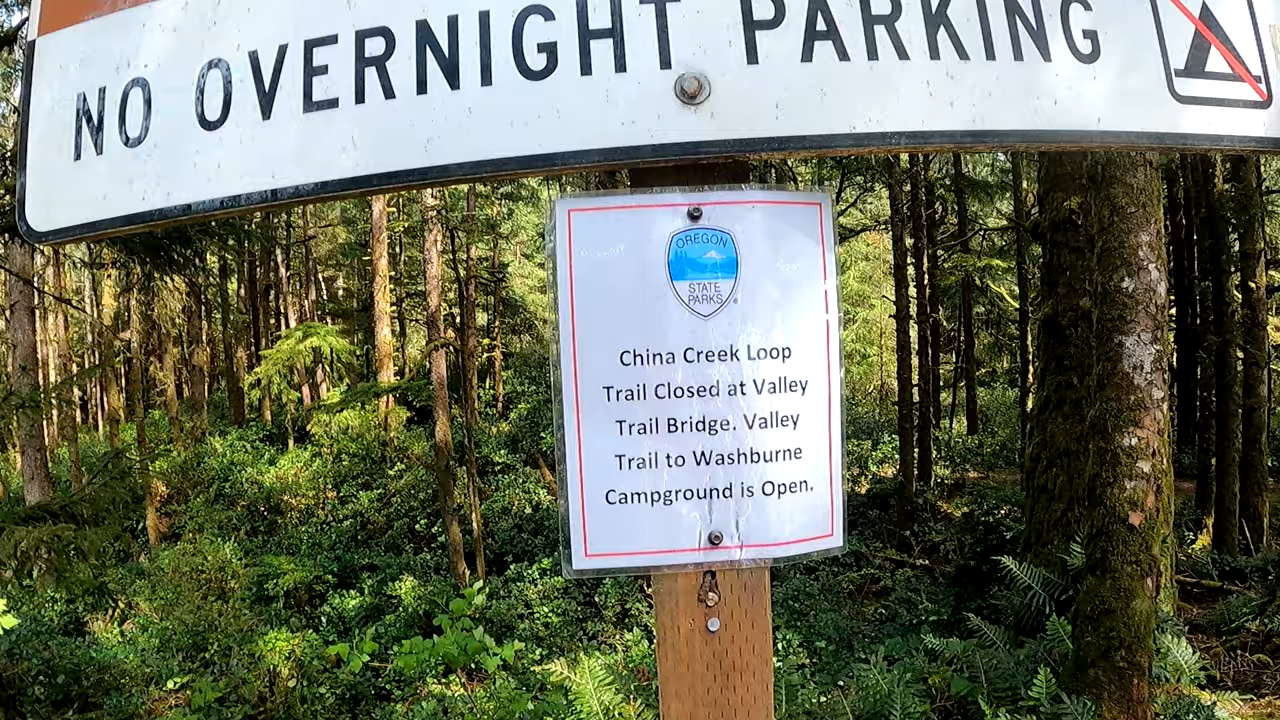 NO OVERNIGHT PARKING
OREGON
STATE
PARKS
China Creek Loop
Trail Closed at Valley
Trail Bridge. Valley
Trail to Washburne
Campground is Open.